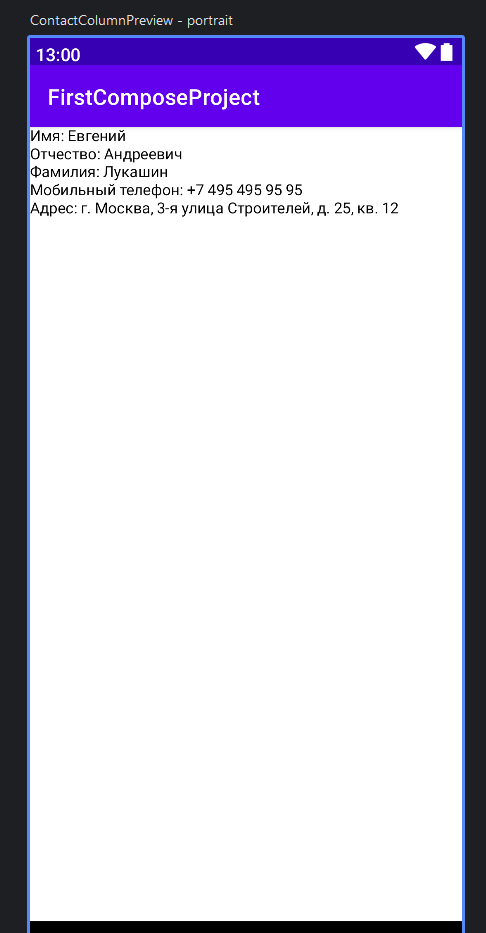 ContactColumnPreview - portrait
13:00
FirstComposeProject
Имя: Евгений
Отчество: Андреевич
Фамилия: Лукашин
Мобильный телефон: +7 495 495 95 95
Адрес: г. Москва, 3-я улица Строителей, д. 25, кв. 12